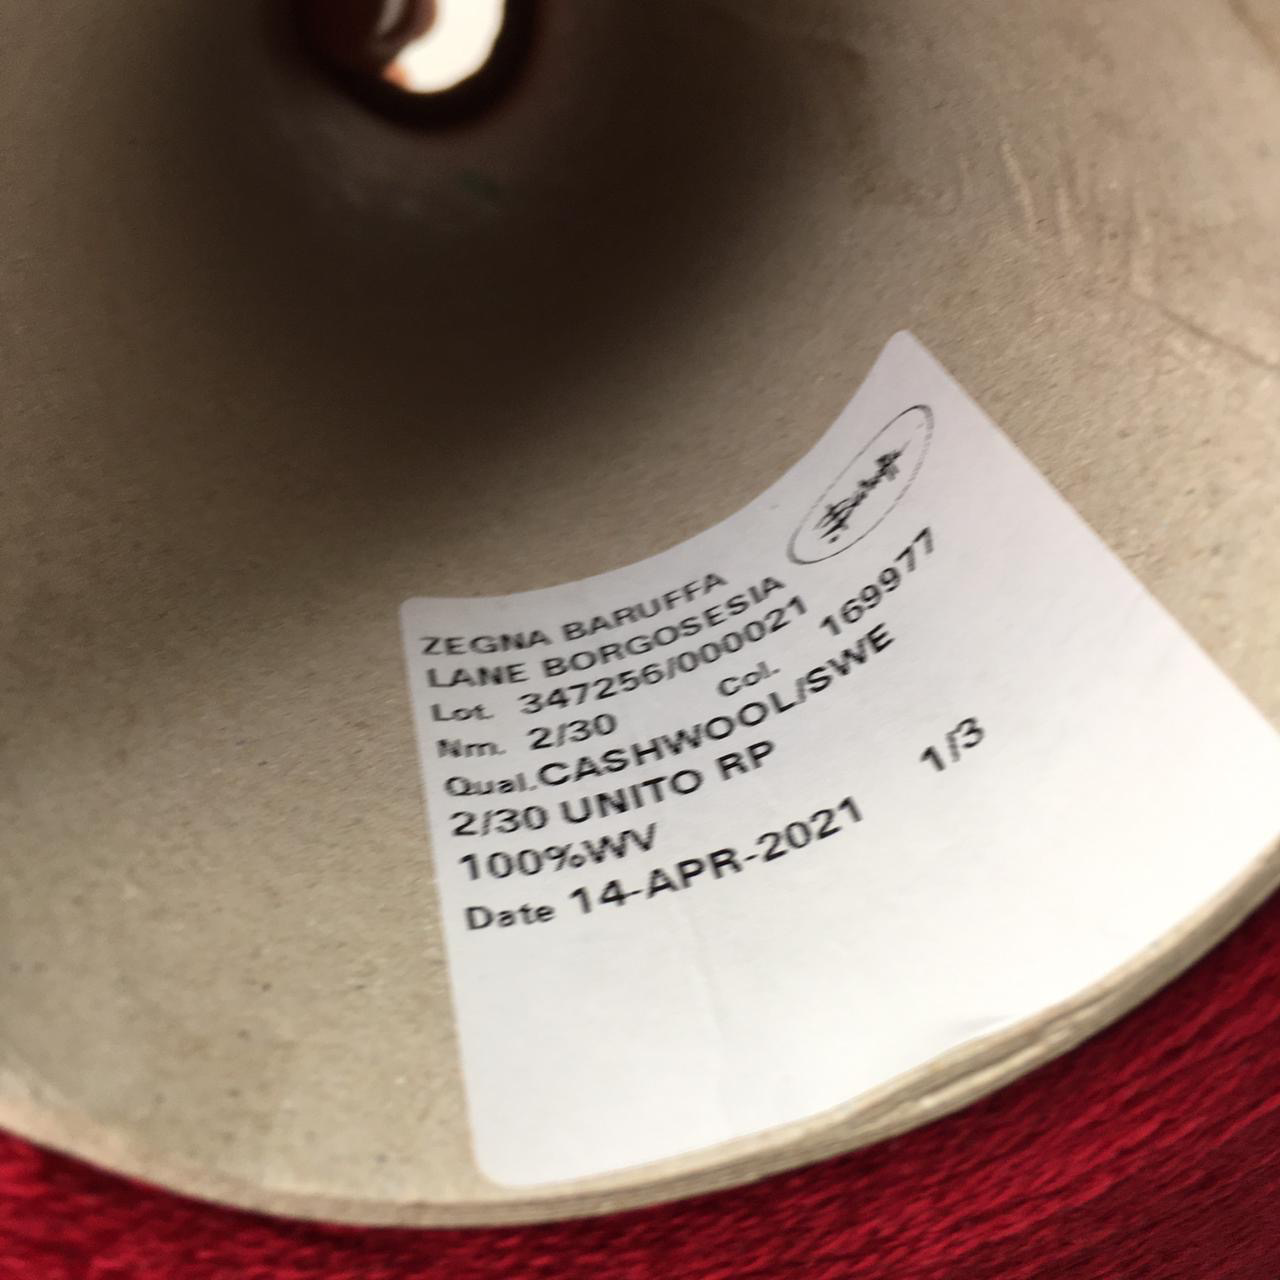 Baruffa
ZEGNA BARUFFA
LANE BORGOSESIA
Lot. 347256/000021
Nm. 2/30 Col. 169977
Qual.CASHWOOL/SWE
2/30 UNITO RP
100%WV 1/3
Date 14-APR-2021